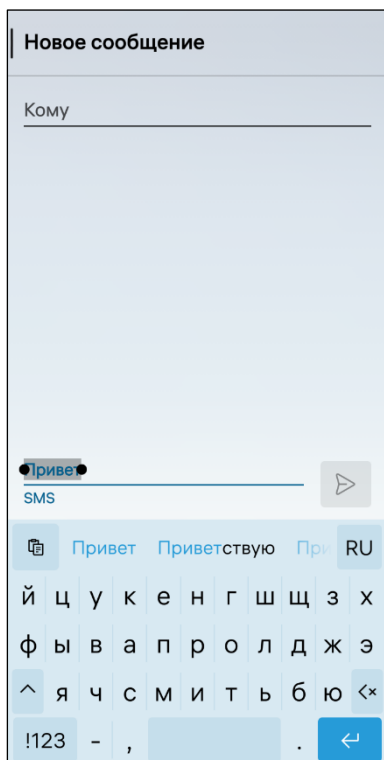 Новое сообщение
Кому
Привет
SMS
Привет Приветствую При RU
й ц у к е н г ш щ з х
ф ы в а п р о л д ж э
я ч с м и т ь б ю
!123 - , .